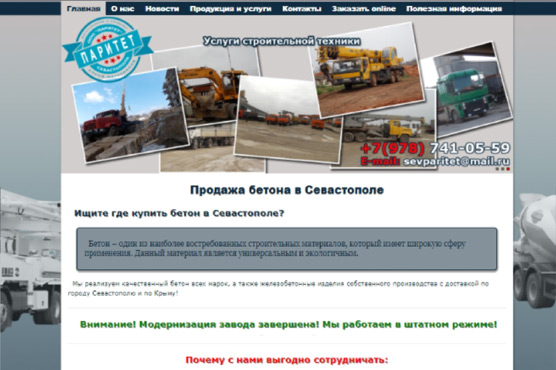 Главная О нас Новости Продукция и услуги Контакты Заказать online Полезная информация
ПАРИТЕТ
Услуги строительной техники
+7(978) 741-05-59
E-mail: sevparitet@mail.ru
Продажа бетона в Севастополе
Ищите где купить бетон в Севастополе?
Бетон – один из наиболее востребованных строительных материалов, который имеет широкую сферу
применения. Данный материал является универсальным и экологичным.
Мы реализуем качественный бетон всех марок, а также железобетонные изделия собственного производства с доставкой по
городу Севастополю и по Крыму!
Внимание! Модернизация завода завершена! Мы работаем в штатном режиме!
Почему с нами выгодно сотрудничать: